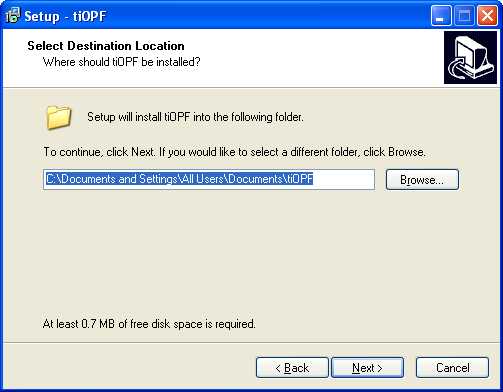 Setup - tiOPF
Select Destination Location
Where should tiOPF be installed?
Setup will install tiOPF into the following folder.
To continue, click Next. If you would like to select a different folder, click Browse.
C:\Documents and Settings\All Users\Documents\tiOPF
Browse...
At least 0.7 MB of free disk space is required.
< Back
Next >
Cancel